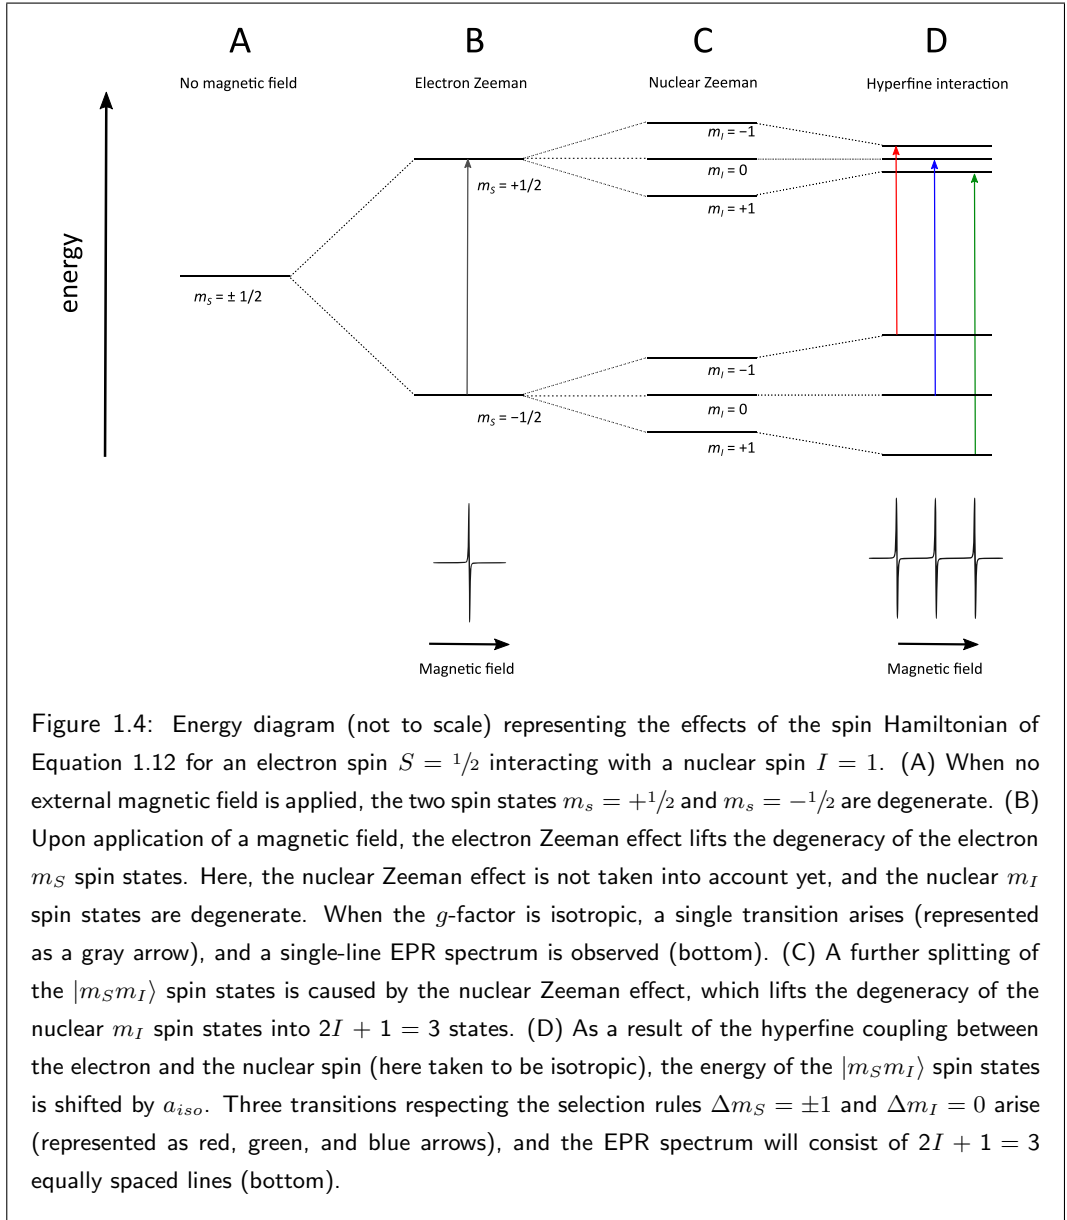 A B C D
No magnetic field Electron Zeeman Nuclear Zeeman Hyperfine interaction
energy
m_I = −1
m_S = +1/2
m_I = 0
m_I = +1
m_S = ± 1/2
m_I = −1
m_S = −1/2
m_I = 0
m_I = +1
Magnetic field Magnetic field
Figure 1.4: Energy diagram (not to scale) representing the effects of the spin Hamiltonian of
Equation 1.12 for an electron spin S = 1/2 interacting with a nuclear spin I = 1. (A) When no
external magnetic field is applied, the two spin states m_s = +1/2 and m_s = −1/2 are degenerate. (B)
Upon application of a magnetic field, the electron Zeeman effect lifts the degeneracy of the electron
m_S spin states. Here, the nuclear Zeeman effect is not taken into account yet, and the nuclear m_I
spin states are degenerate. When the g-factor is isotropic, a single transition arises (represented
as a gray arrow), and a single-line EPR spectrum is observed (bottom). (C) A further splitting of
the |m_S m_I⟩ spin states is caused by the nuclear Zeeman effect, which lifts the degeneracy of the
nuclear m_I spin states into 2I + 1 = 3 states. (D) As a result of the hyperfine coupling between
the electron and the nuclear spin (here taken to be isotropic), the energy of the |m_S m_I⟩ spin states
is shifted by a_iso. Three transitions respecting the selection rules Δm_S = ±1 and Δm_I = 0 arise
(represented as red, green, and blue arrows), and the EPR spectrum will consist of 2I + 1 = 3
equally spaced lines (bottom).